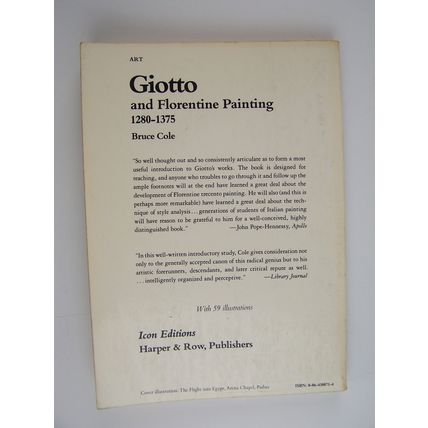 ART
Giotto
and Florentine Painting
1280-1375
Bruce Cole
"So well thought out and so consistently articulate as to form a most
useful introduction to Giotto's works. The book is designed for
teaching, and anyone who troubles to go through it and follow up the
ample footnotes will at the end have learned a great deal about the
development of Florentine trecento painting. He will also (and this is
perhaps more remarkable) have learned a great deal about the tech-
nique of style analysis... generations of students of Italian painting
will have reason to be grateful to him for a well-conceived, highly
distinguished book." —John Pope-Hennessy, Apollo
"In this well-written introductory study, Cole gives consideration not
only to the generally accepted canon of this radical genius but to his
artistic forerunners, descendants, and later critical repute as well.
...intelligently organized and perceptive." —Library Journal
With 59 illustrations
Icon Editions
Harper & Row, Publishers
Cover illustration: The Flight into Egypt, Arena Chapel, Padua
ISBN: